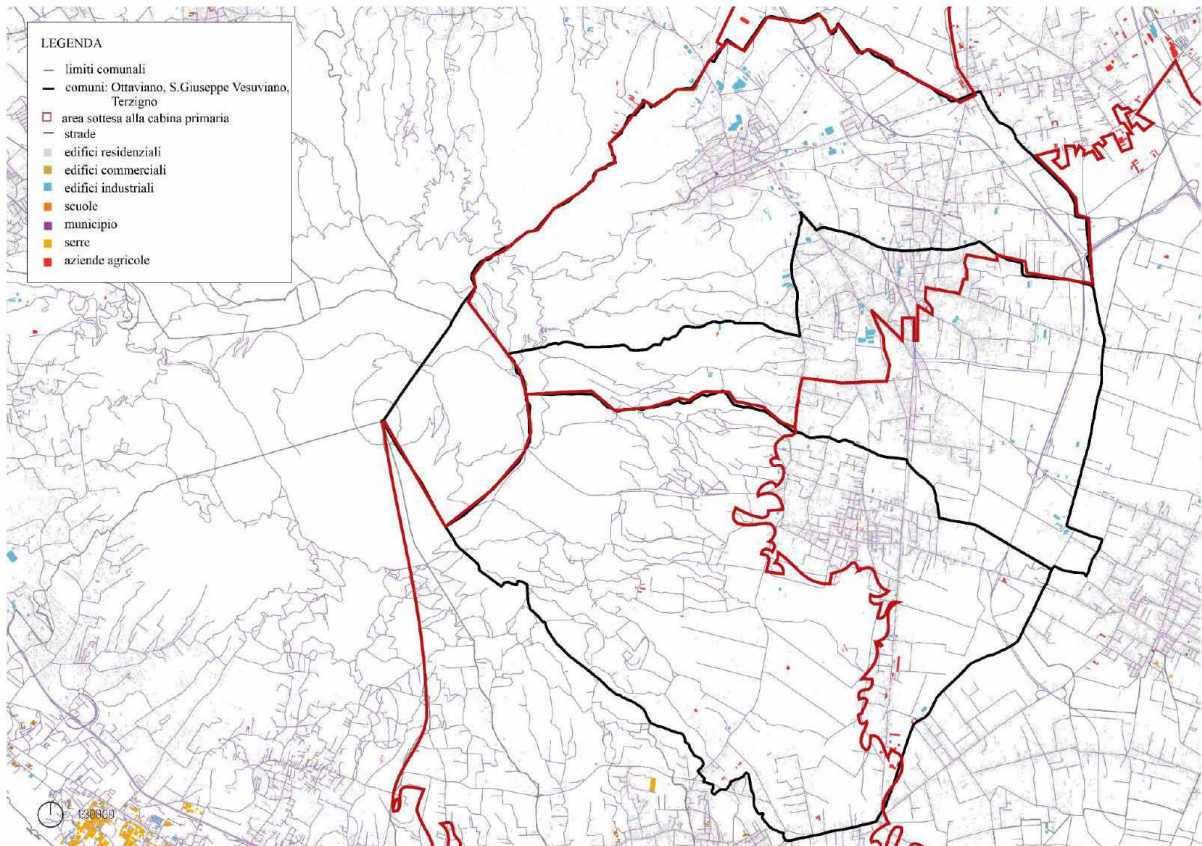 LEGENDA
limiti comunali
comuni: Ottaviano, S.Giuseppe Vesuviano,
Terzigno
area sottesa alla cabina primaria
strade
edifici residenziali
edifici commerciali
edifici industriali
scuole
municipio
serre
aziende agricole